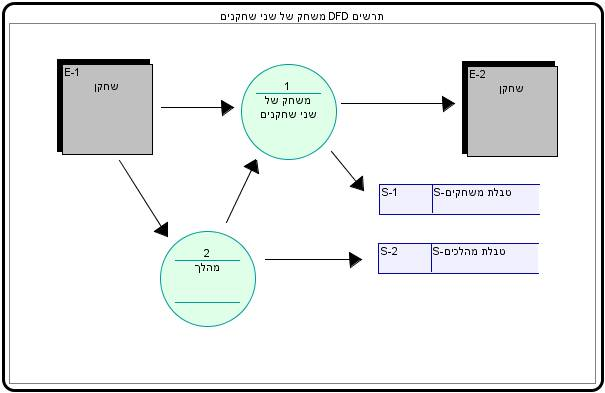 תרשים DFD משחק של שני שחקנים
E-1
שחקן
1
משחק של
שני שחקנים
E-2
שחקן
S-1
S-טבלת משחקים
2
מהלך
S-2
S-טבלת מהלכים